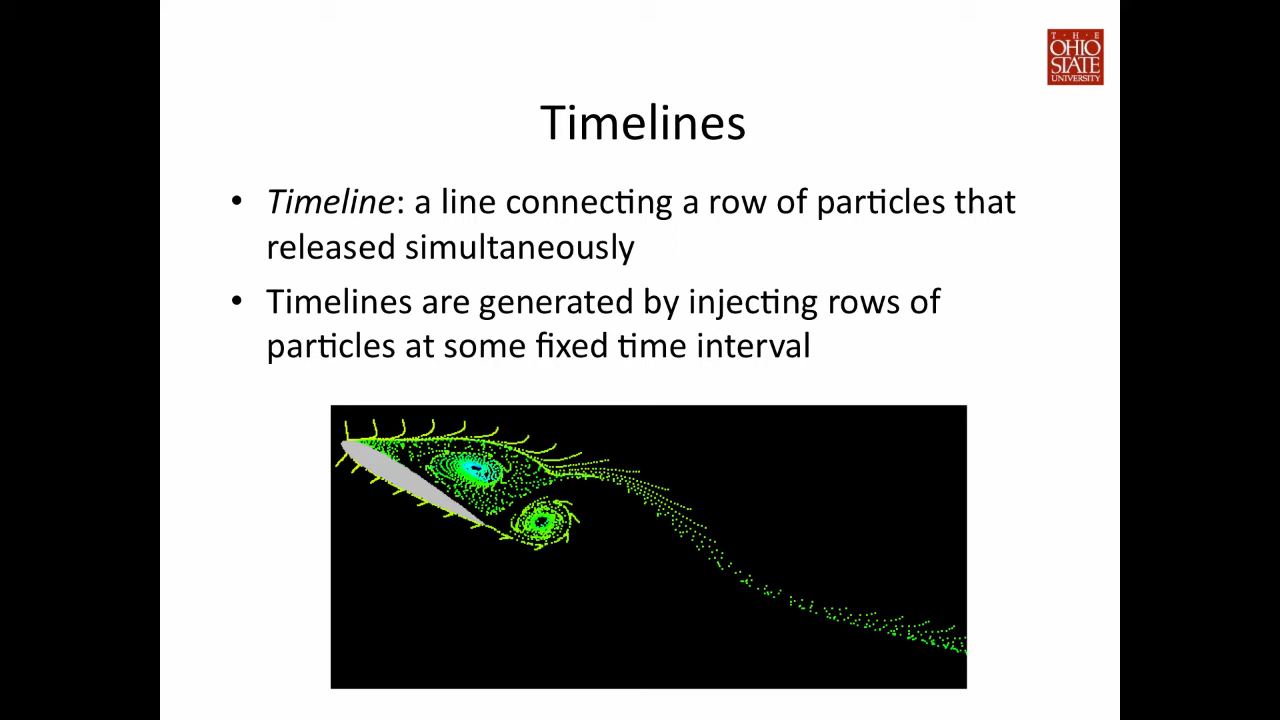 T · H · E
OHIO
STATE
UNIVERSITY
Timelines
• Timeline: a line connecting a row of particles that
released simultaneously
• Timelines are generated by injecting rows of
particles at some fixed time interval